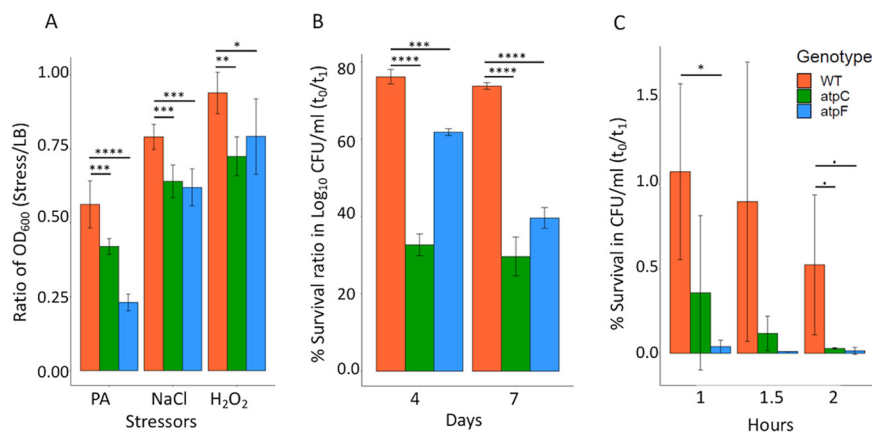 A
Ratio of OD600 (Stress/LB)
1.00
0.75
0.50
0.25
0.00
****
***
***
***
*
**
PA NaCl H2O2
Stressors
B
% Survival ratio in Log10 CFU/ml (t0/t1)
80
60
40
20
0.0
***
****
****
****
4 7
Days
C
% Survival in CFU/ml (t0/t1)
1.5
1.0
0.5
0.0
*
Genotype
WT
atpC
atpF
1 1.5 2
Hours